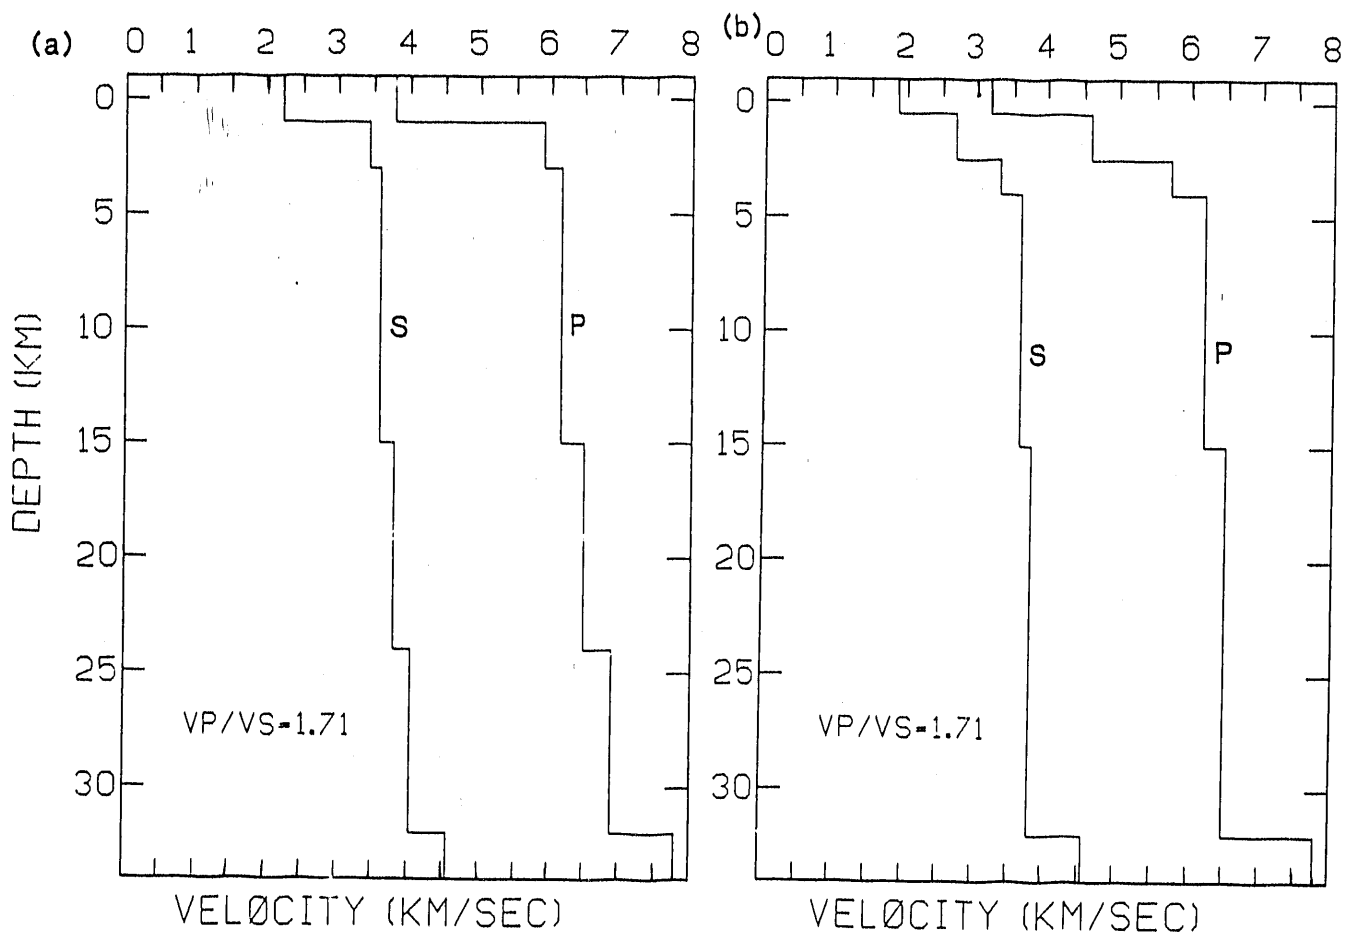 (a) 0 1 2 3 4 5 6 7 8
0
5
10
15
20
25
30
DEPTH (KM)
S
P
VP/VS=1.71
VELØCITY (KM/SEC)
(b) 0 1 2 3 4 5 6 7 8
0
5
10
15
20
25
30
S
P
VP/VS=1.71
VELØCITY (KM/SEC)